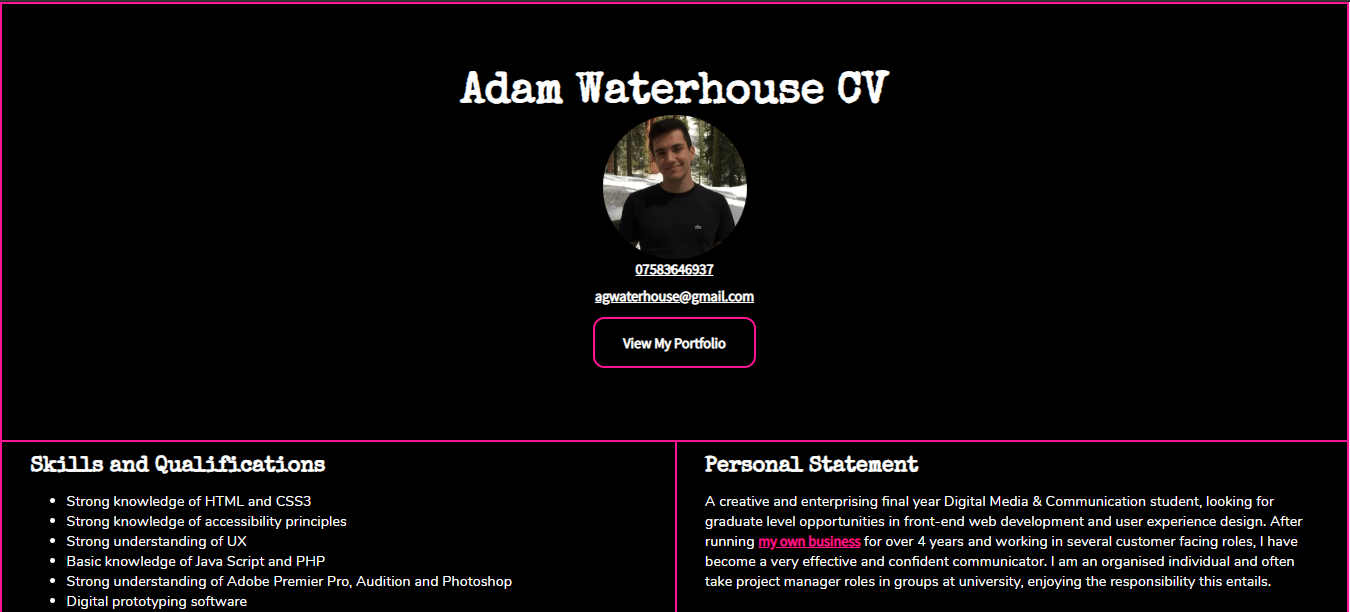 Adam Waterhouse CV
07583646937
agwaterhouse@gmail.com
View My Portfolio
Skills and Qualifications
Strong knowledge of HTML and CSS3
Strong knowledge of accessibility principles
Strong understanding of UX
Basic knowledge of Java Script and PHP
Strong understanding of Adobe Premier Pro, Audition and Photoshop
Digital prototyping software
Personal Statement
A creative and enterprising final year Digital Media & Communication student, looking for
graduate level opportunities in front-end web development and user experience design. After
running my own business for over 4 years and working in several customer facing roles, I have
become a very effective and confident communicator. I am an organised individual and often
take project manager roles in groups at university, enjoying the responsibility this entails.